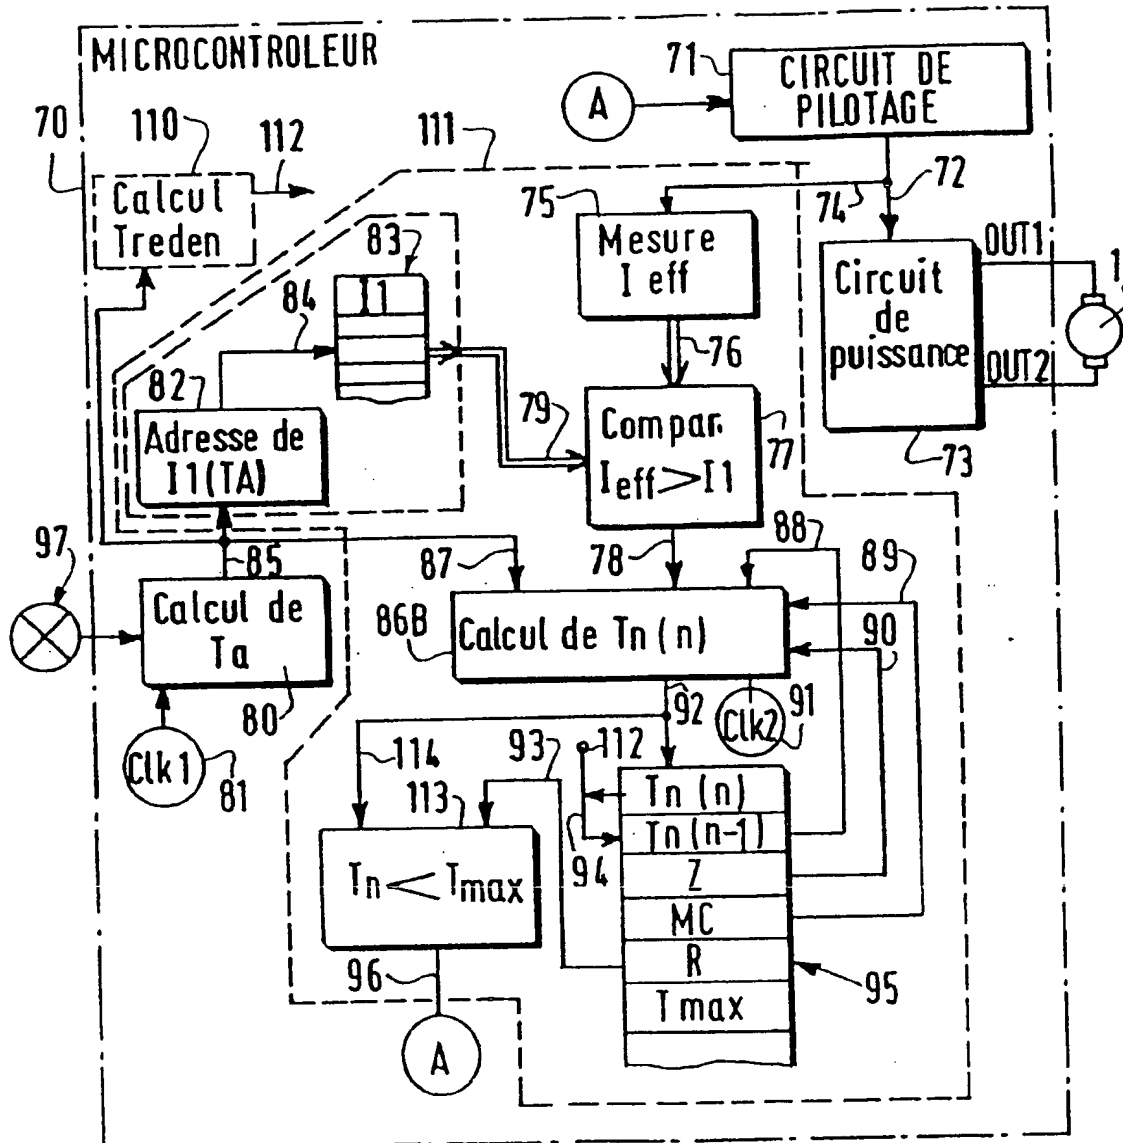 MICROCONTROLEUR
70
110
112
Calcul
Treden
111
A
71
CIRCUIT DE
PILOTAGE
72
74
75
Mesure
I eff
76
OUT1
OUT2
1
Circuit
de
puissance
73
83
I1
84
82
Adresse de
I1(TA)
79
Compar.
Ieff>I1
77
78
85
87
88
89
90
97
Calcul de
Ta
80
Clk1
81
86B
Calcul de Tn(n)
92
Clk2
91
114
93
113
112
94
Tn<Tmax
96
A
Tn(n)
Tn(n-1)
Z
MC
R
Tmax
95